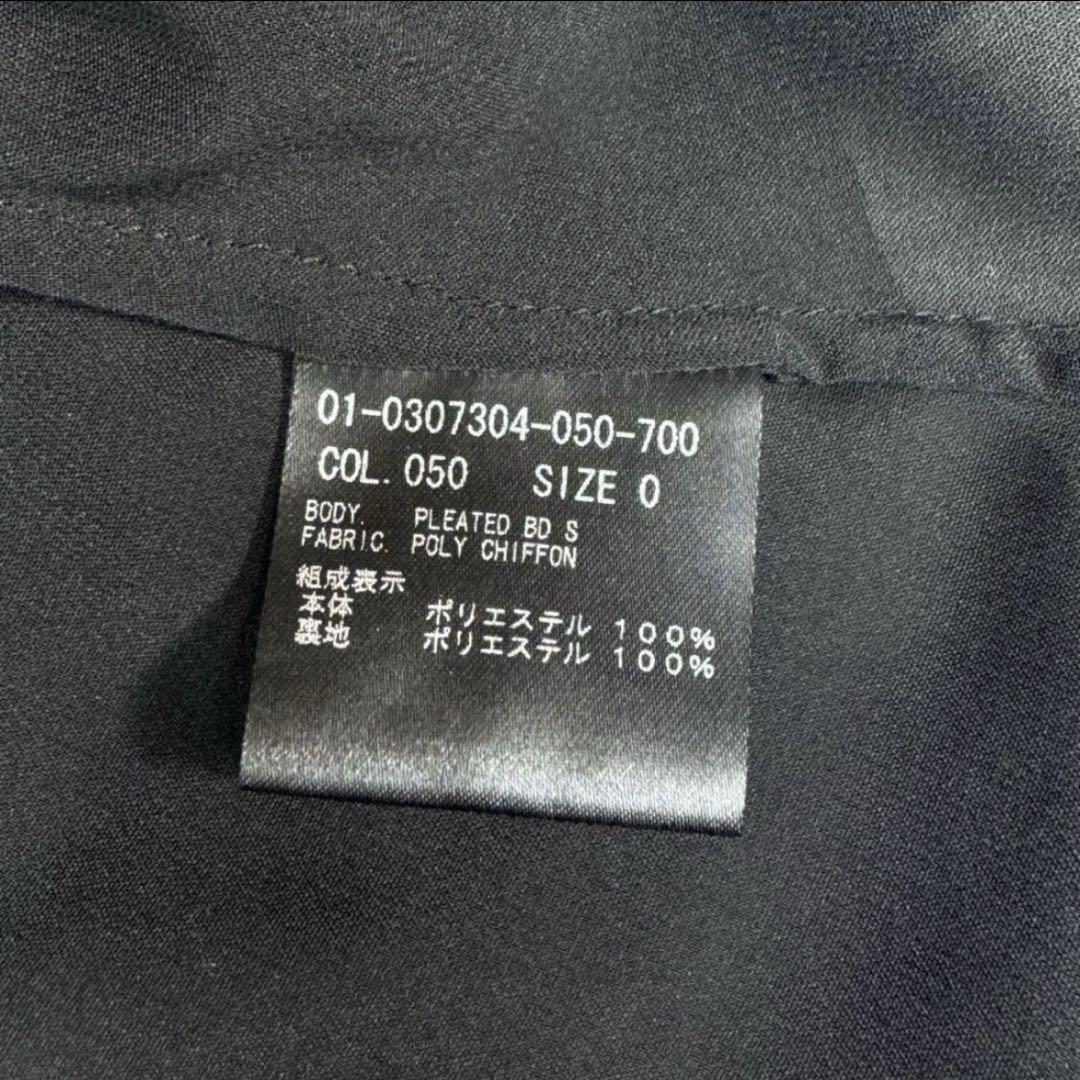 01-0307304-050-700
COL. 050 SIZE 0
BODY. PLEATED BD S
FABRIC. POLY CHIFFON
組成表示
本体 ポリエステル 100%
裏地 ポリエステル 100%